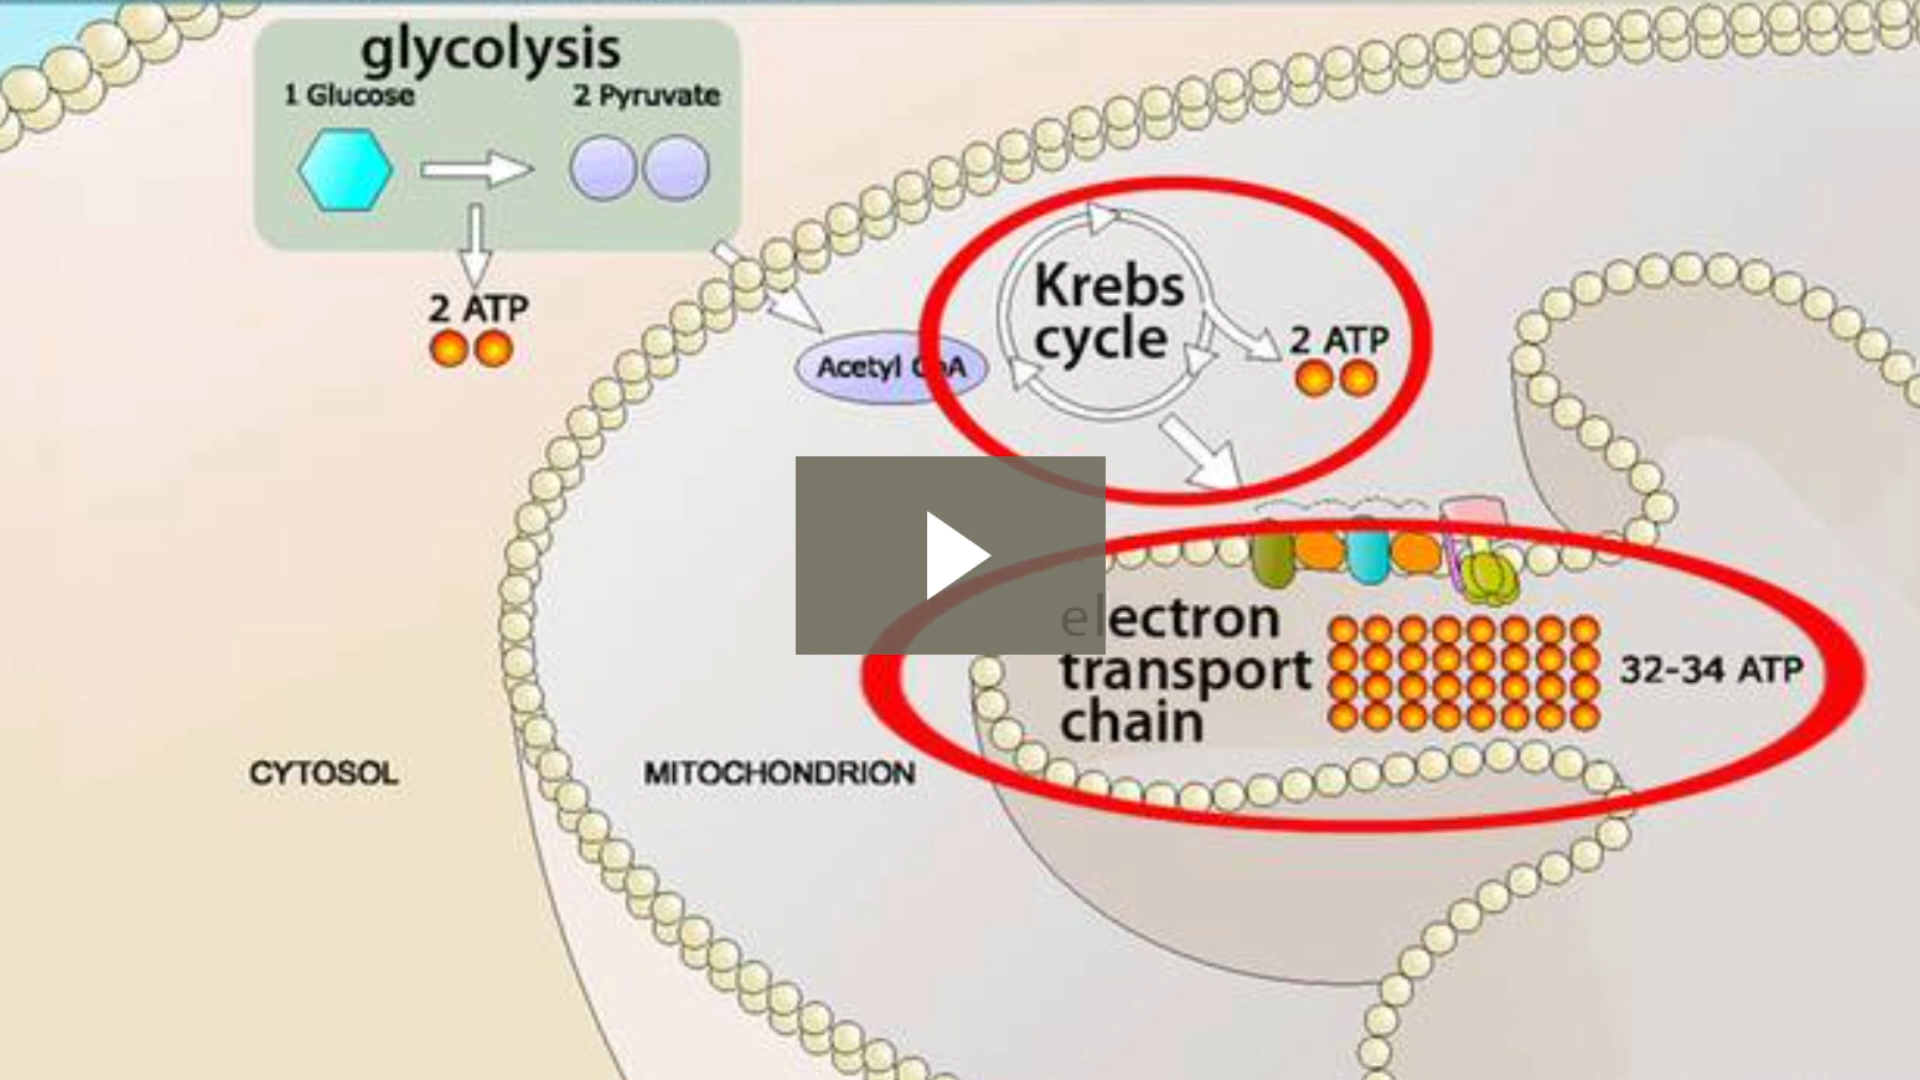 glycolysis
1 Glucose
2 Pyruvate
2 ATP
Acetyl CoA
Krebs
cycle
2 ATP
electron
transport
chain
32-34 ATP
CYTOSOL
MITOCHONDRION